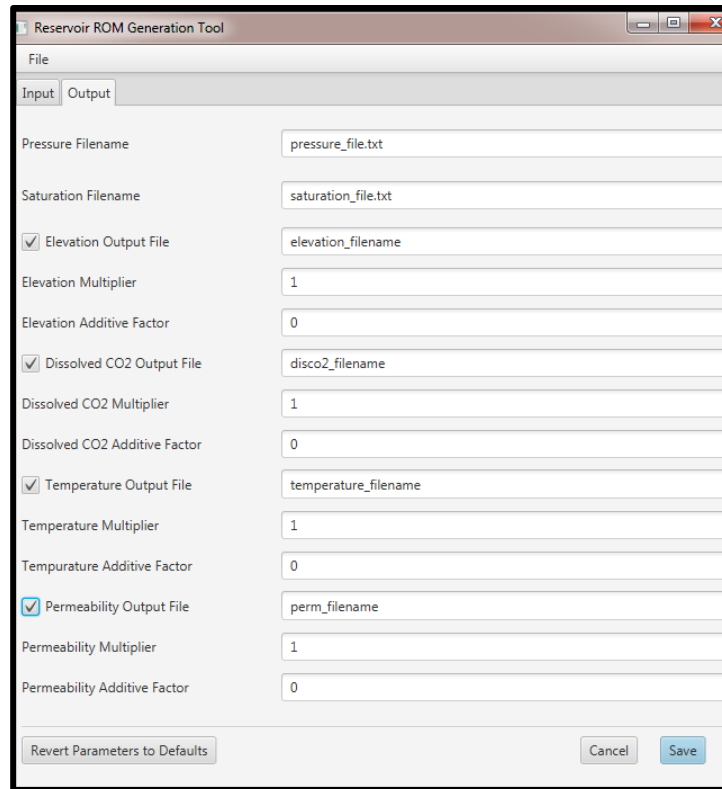 Reservoir ROM Generation Tool
File
Input Output
Pressure Filename pressure_file.txt
Saturation Filename saturation_file.txt
Elevation Output File elevation_filename
Elevation Multiplier 1
Elevation Additive Factor 0
Dissolved CO2 Output File disco2_filename
Dissolved CO2 Multiplier 1
Dissolved CO2 Additive Factor 0
Temperature Output File temperature_filename
Temperature Multiplier 1
Tempurature Additive Factor 0
Permeability Output File perm_filename
Permeability Multiplier 1
Permeability Additive Factor 0
Revert Parameters to Defaults Cancel Save